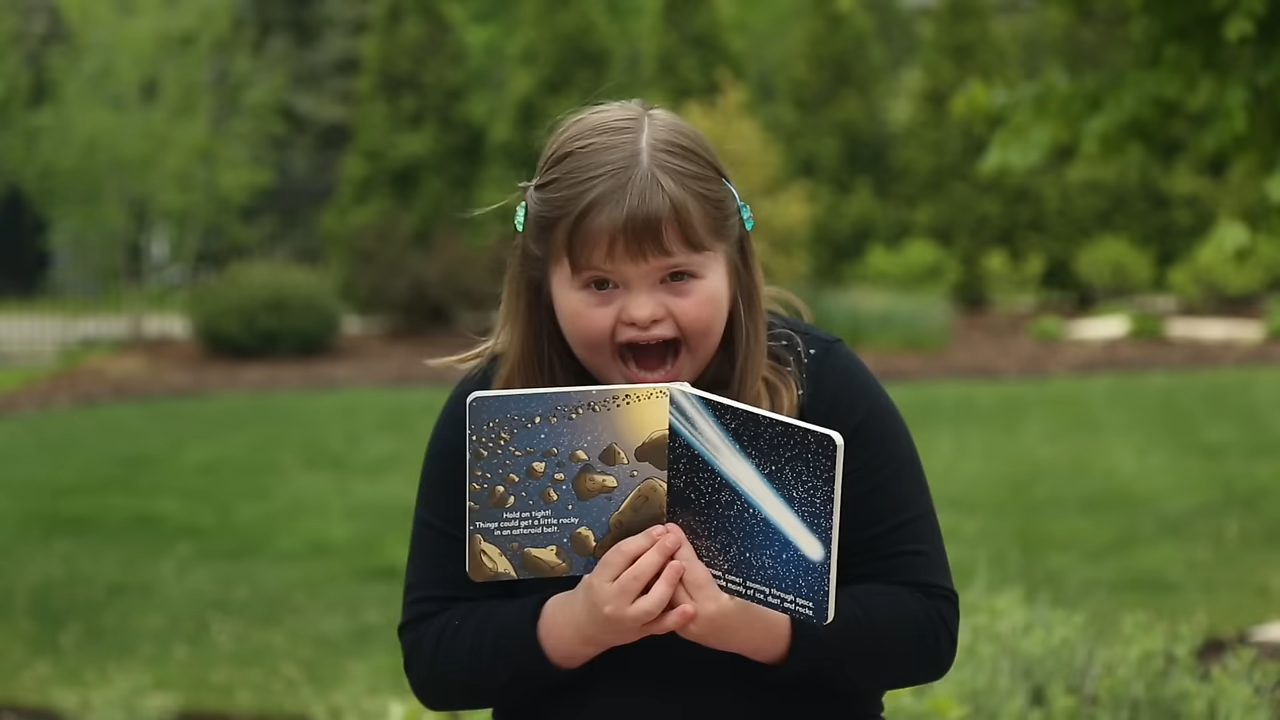 Hold on tight!
Things could get a little rocky
in an asteroid belt.
comet, zooming through space,
mainly of ice, dust, and rocks.